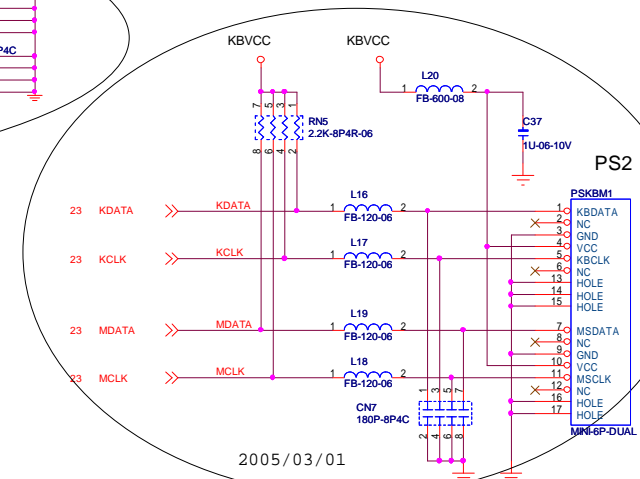 P4C
KBVCC
KBVCC
L20
1 2
FB-600-08
7 5 3 1
RN5
2.2K-8P4R-06
8 6 4 2
C37
1U-06-10V
PS2
PSKBM1
23 KDATA
KDATA
1 L16 2
FB-120-06
1 KBDATA
2 NC
3 GND
4 VCC
23 KCLK
KCLK
1 L17 2
FB-120-06
5 KBCLK
6 NC
13 HOLE
14 HOLE
15 HOLE
23 MDATA
MDATA
1 L19 2
FB-120-06
7 MSDATA
8 NC
9 GND
10 VCC
23 MCLK
MCLK
1 L18 2
FB-120-06
11 MSCLK
12 NC
16 HOLE
17 HOLE
1 3 5 7
CN7
180P-8P4C
2 4 6 8
MINI-6P-DUAL
2005/03/01